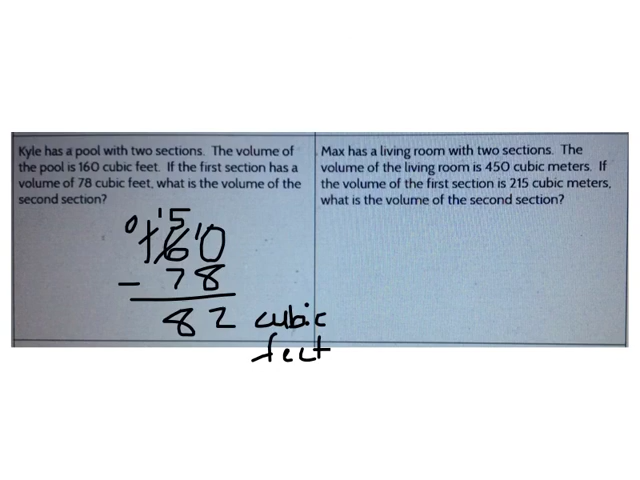 Kyle has a pool with two sections. The volume of
the pool is 160 cubic feet. If the first section has a
volume of 78 cubic feet, what is the volume of the
second section?
0 15 1
160
- 78
82 cubic
feet
Max has a living room with two sections. The
volume of the living room is 450 cubic meters. If
the volume of the first section is 215 cubic meters,
what is the volume of the second section?